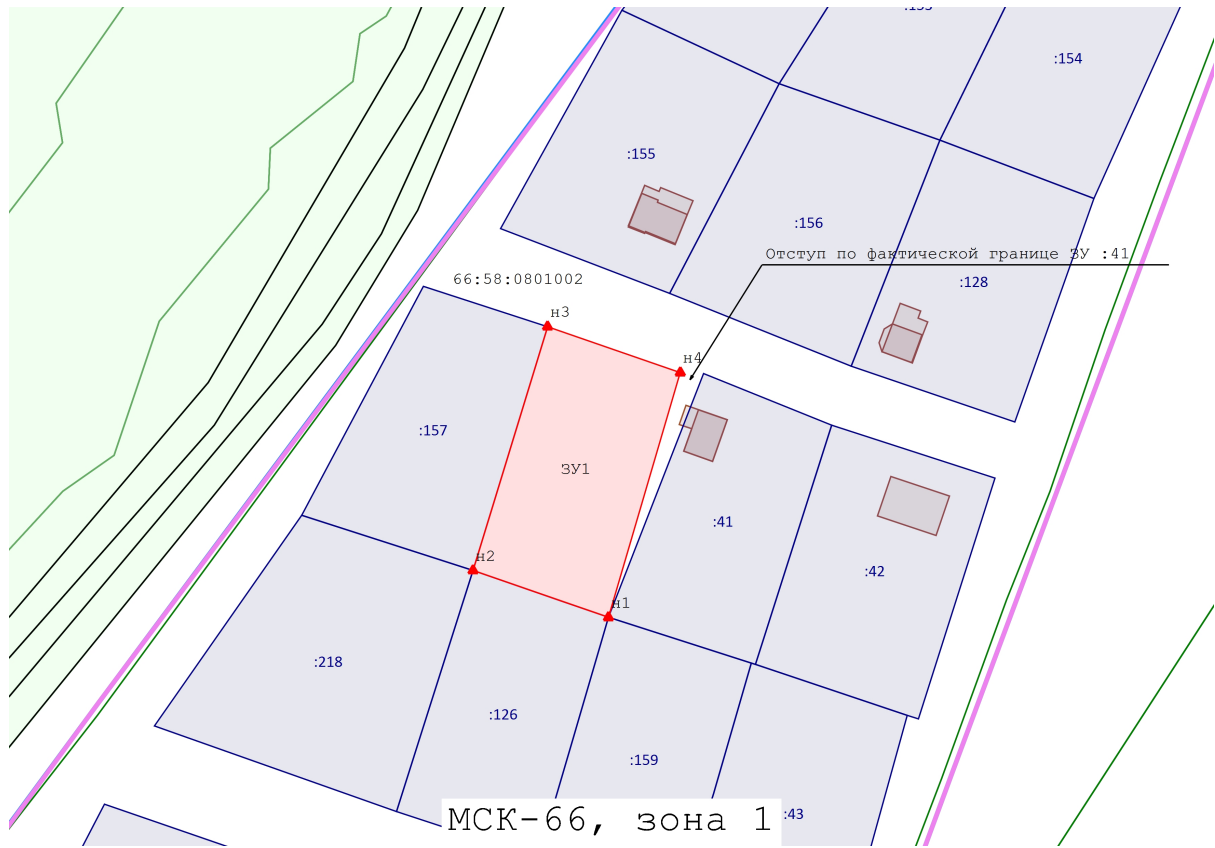 :154
:155
:156
Отступ по фактической границе ЗУ :41
66:58:0801002
:128
н3
н4
:157
ЗУ1
:41
н2
:42
н1
:218
:126
:159
:43
МСК-66, зона 1